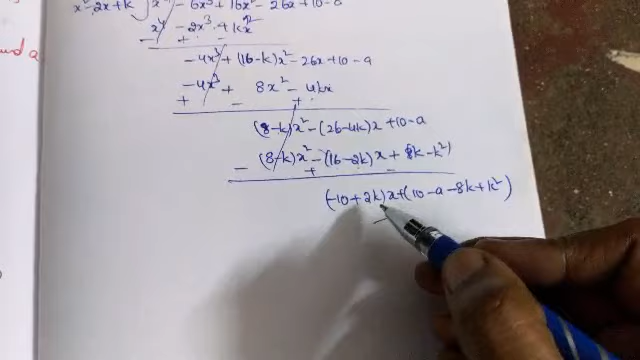 x²-2x+k ) x⁴ - 6x³ + 16x² - 26x + 10 - a
x⁴ - 2x³ + kx²
- + -
-4x³ + (16-k)x² - 26x + 10 - a
-4x³ + 8x² - 4kx
+ - +
(8-k)x² - (26-4k)x + 10 - a
(8-k)x² - (16-2k)x + 8k - k²)
- + -
(-10 + 2k)x + (10 - a - 8k + k²)